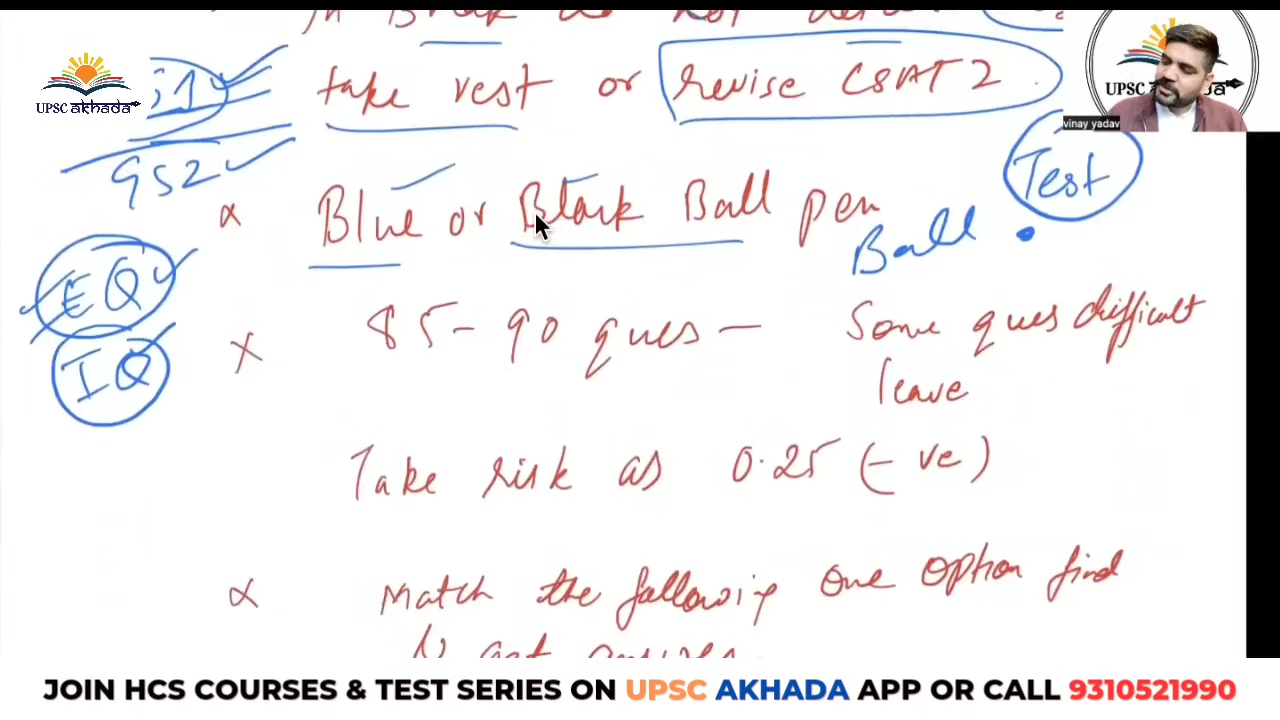 take rest or revise CSAT 2
UPSC akhada
UPSC
vinay yadav
GS2
Test
Blue or Black Ball pen
Ball
EQ
85-90 ques – Some ques difficult
IQ
leave
Take risk as 0.25 (- ve)
Match the following one option find
JOIN HCS COURSES & TEST SERIES ON UPSC AKHADA APP OR CALL 9310521990